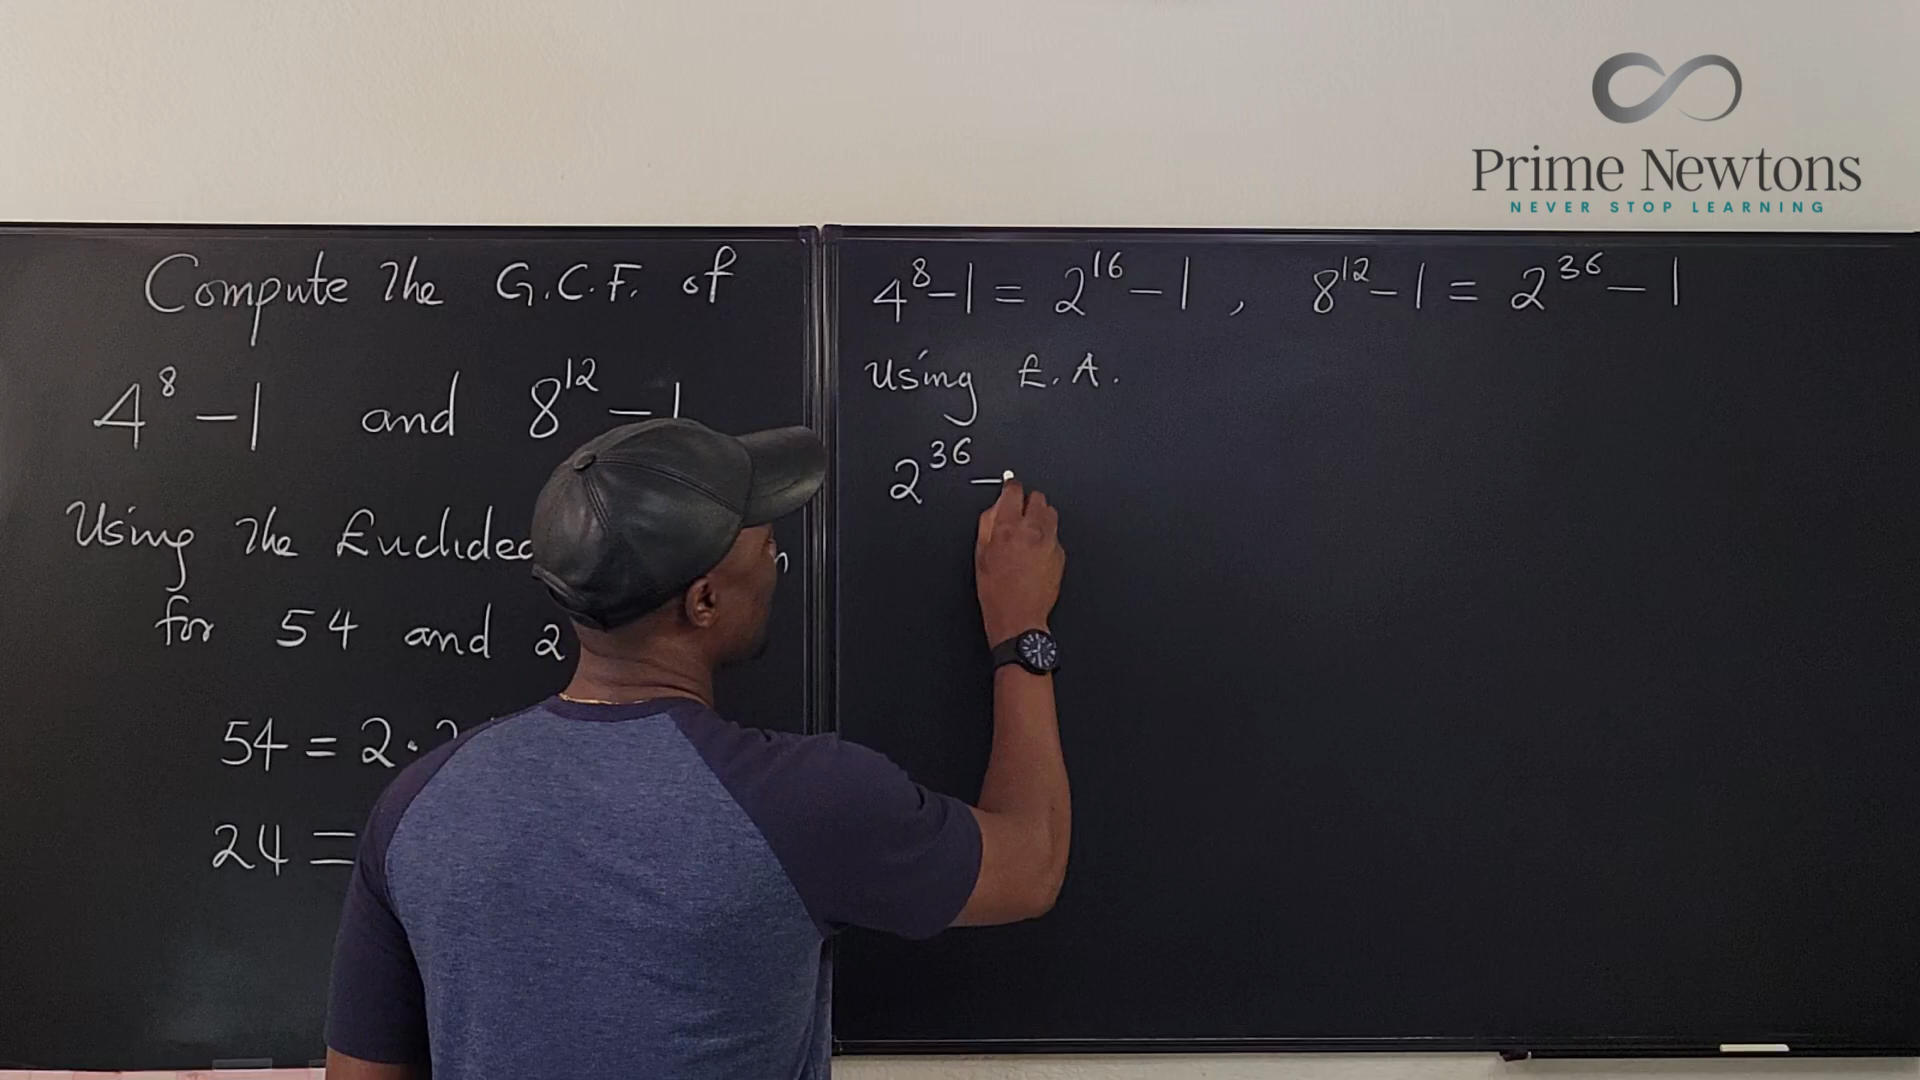 Prime Newtons
NEVER STOP LEARNING
Compute the G.C.F. of
4⁸ – 1 and 8¹² – 1
Using the
for 54 and 2
54 = 2 ·
24 =
4⁸ – 1 = 2¹⁶ – 1 , 8¹² – 1 = 2³⁶ – 1
Using E.A.
2³⁶ –